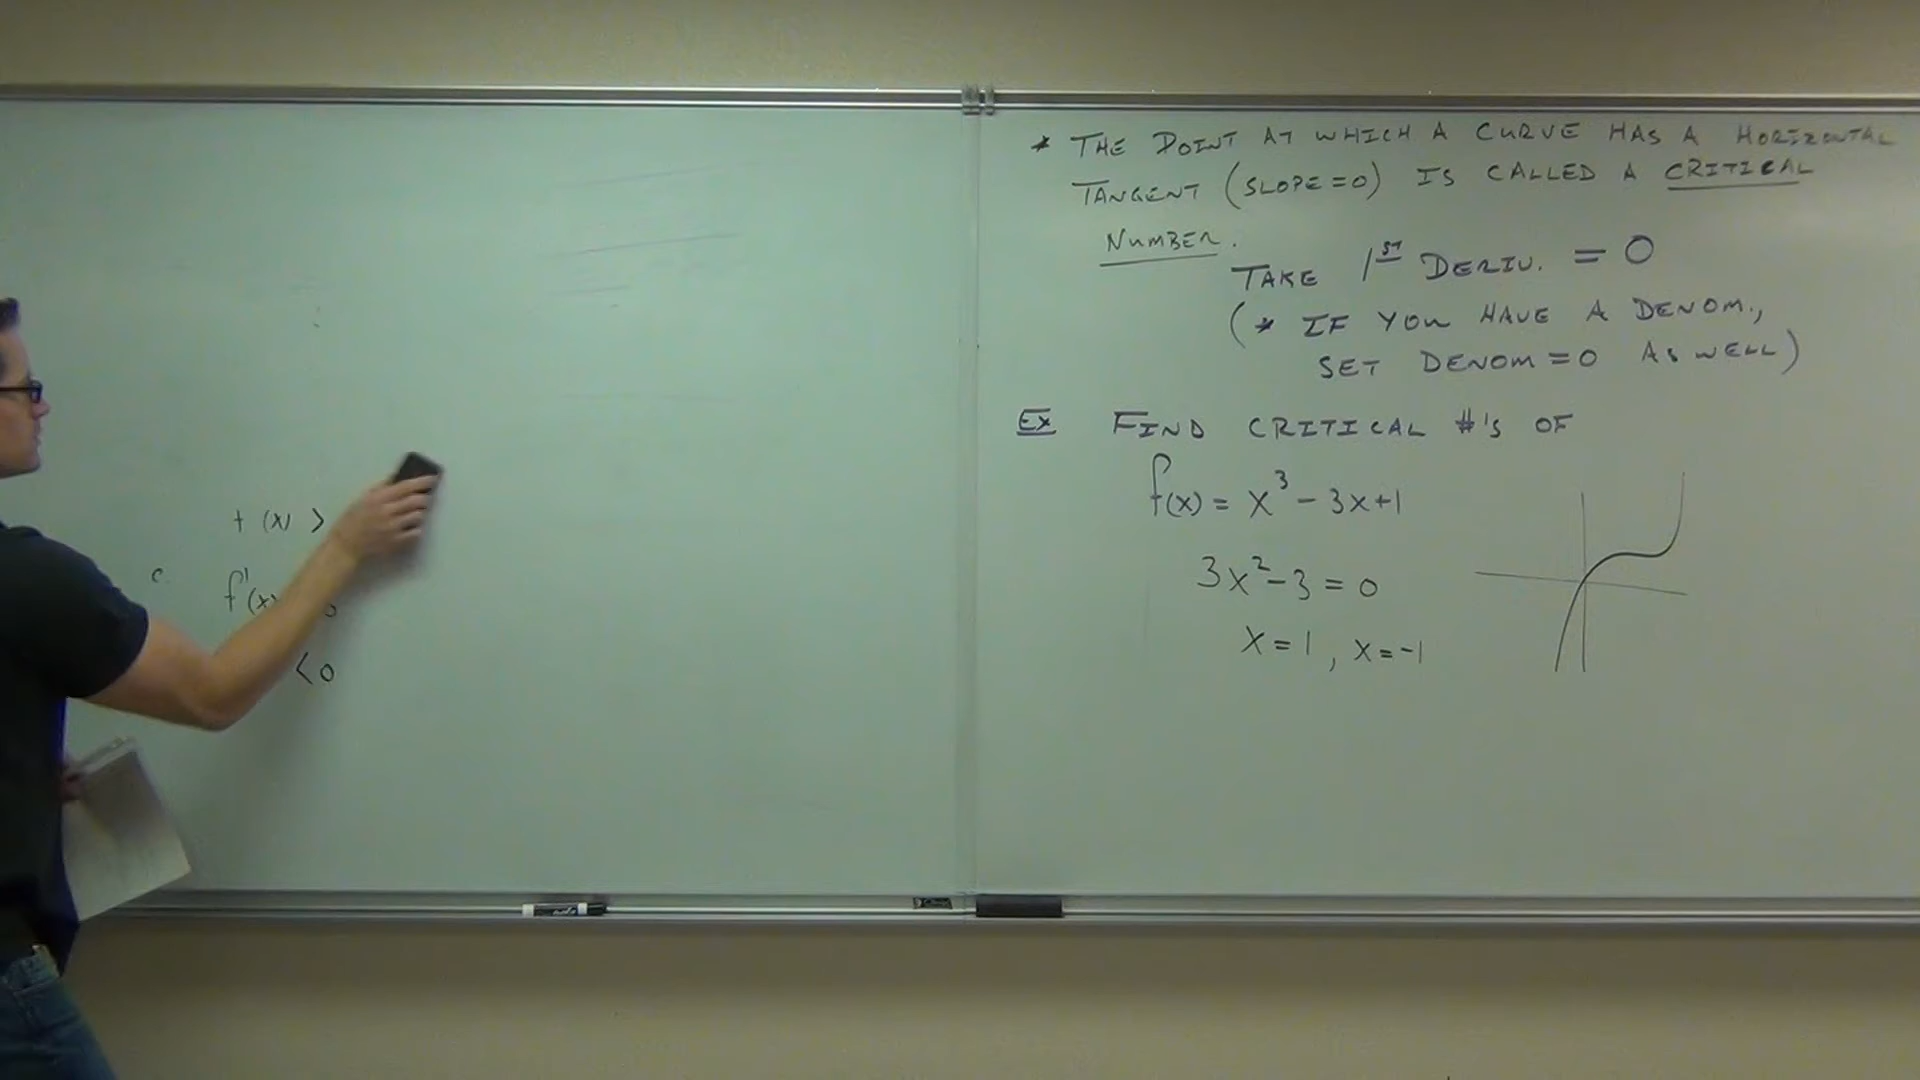 f (x) >
c.
f'(x) 0
<0
* THE POINT AT WHICH A CURVE HAS A HORIZONTAL
TANGENT (SLOPE=0) IS CALLED A CRITICAL
NUMBER.
TAKE 1ST DERIV. = 0
(* IF YOU HAVE A DENOM.,
SET DENOM=0 AS WELL)
EX FIND CRITICAL #'S OF
f(x) = x³ - 3x+1
3x²-3 = 0
x = 1, x = -1